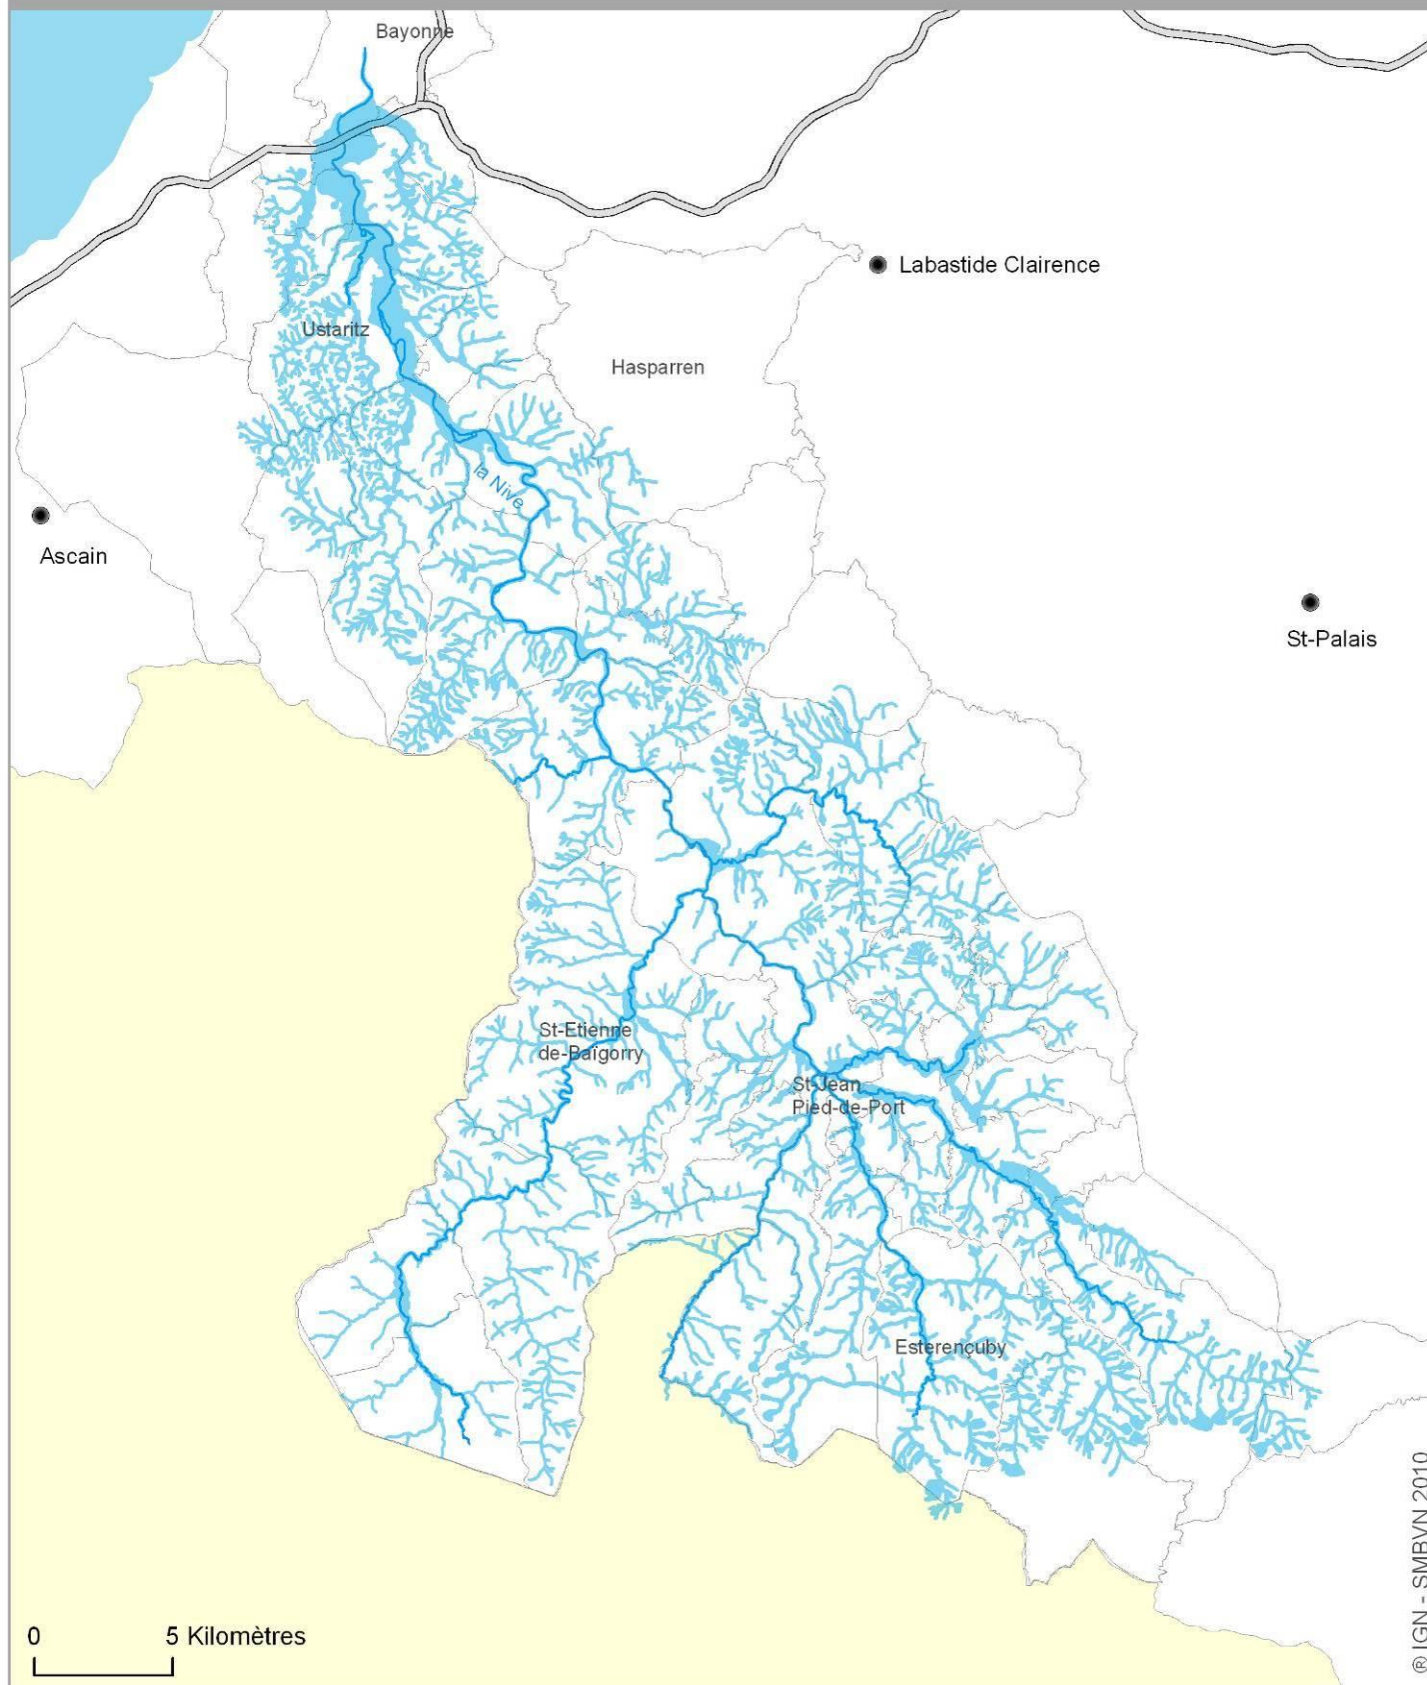 Bayonne
Labastide Clairence
Ustaritz
Hasparren
la Nive
Ascain
St-Palais
St-Etienne
de-Baïgorry
St-Jean
Pied-de-Port
Esterençuby
0 5 Kilomètres
® IGN - SMBVN 2010